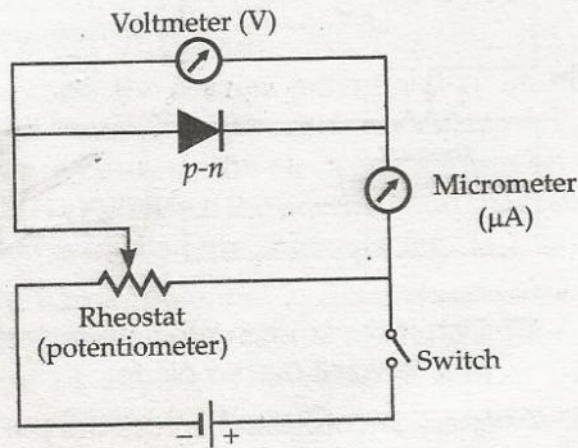 Voltmeter (V)
p-n
Micrometer
(μA)
Rheostat
(potentiometer)
Switch
− +